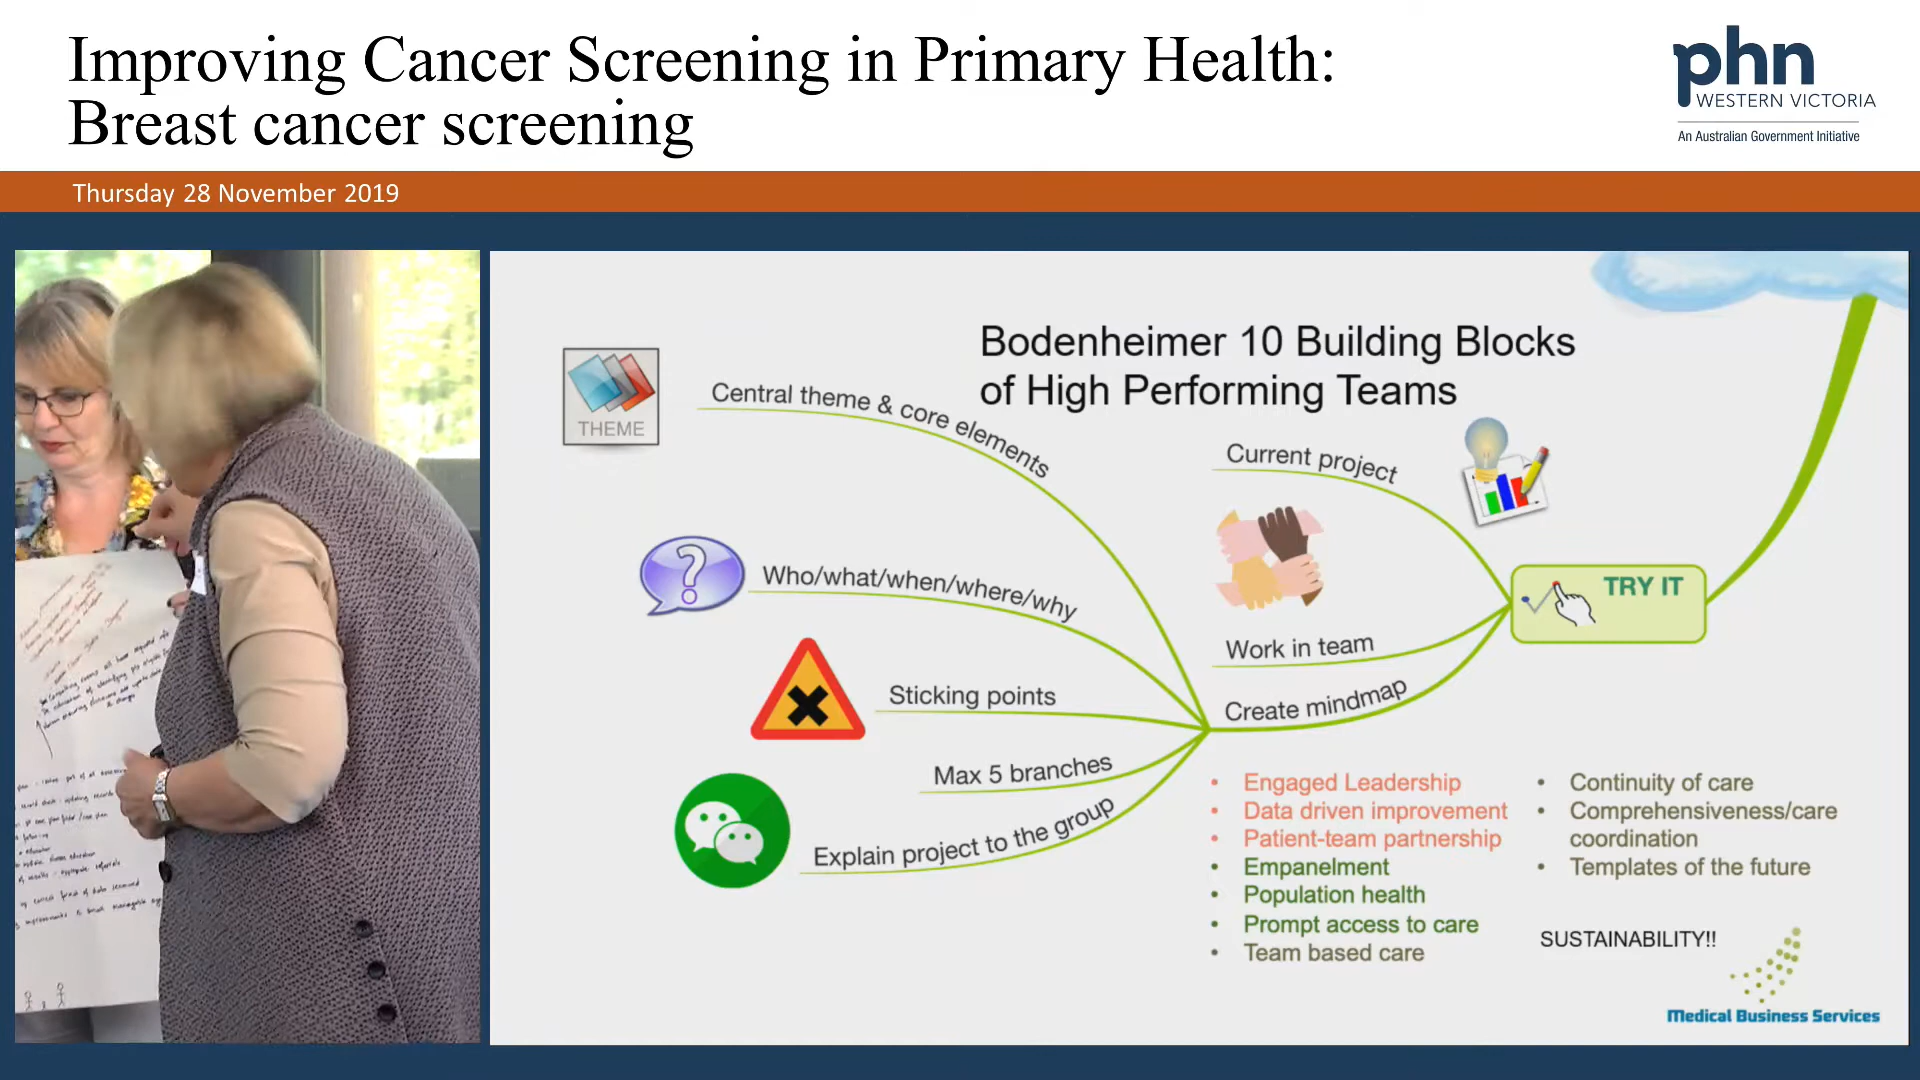 Improving Cancer Screening in Primary Health:
Breast cancer screening
phn
WESTERN VICTORIA
An Australian Government Initiative
Thursday 28 November 2019
Bodenheimer 10 Building Blocks
of High Performing Teams
THEME
Central theme & core elements
Who/what/when/where/why
Sticking points
Max 5 branches
Explain project to the group
Current project
Work in team
Create mindmap
TRY IT
• Engaged Leadership
• Data driven improvement
• Patient-team partnership
• Empanelment
• Population health
• Prompt access to care
• Team based care
• Continuity of care
• Comprehensiveness/care
coordination
• Templates of the future
SUSTAINABILITY!!
Medical Business Services